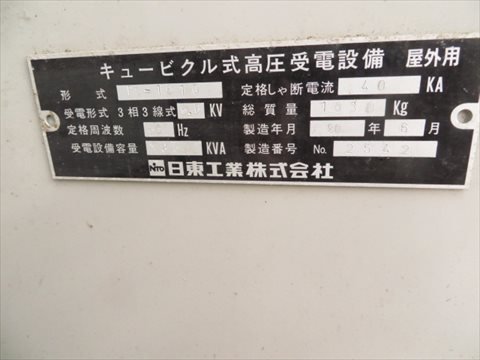 キュービクル式高圧受電設備 屋外用
形式 定格しゃ断電流 40 KA
受電形式 3相3線式 KV 総質量 Kg
定格周波数 Hz 製造年月 年 6月
受電設備容量 KVA 製造番号 No.
NITO 日東工業株式会社